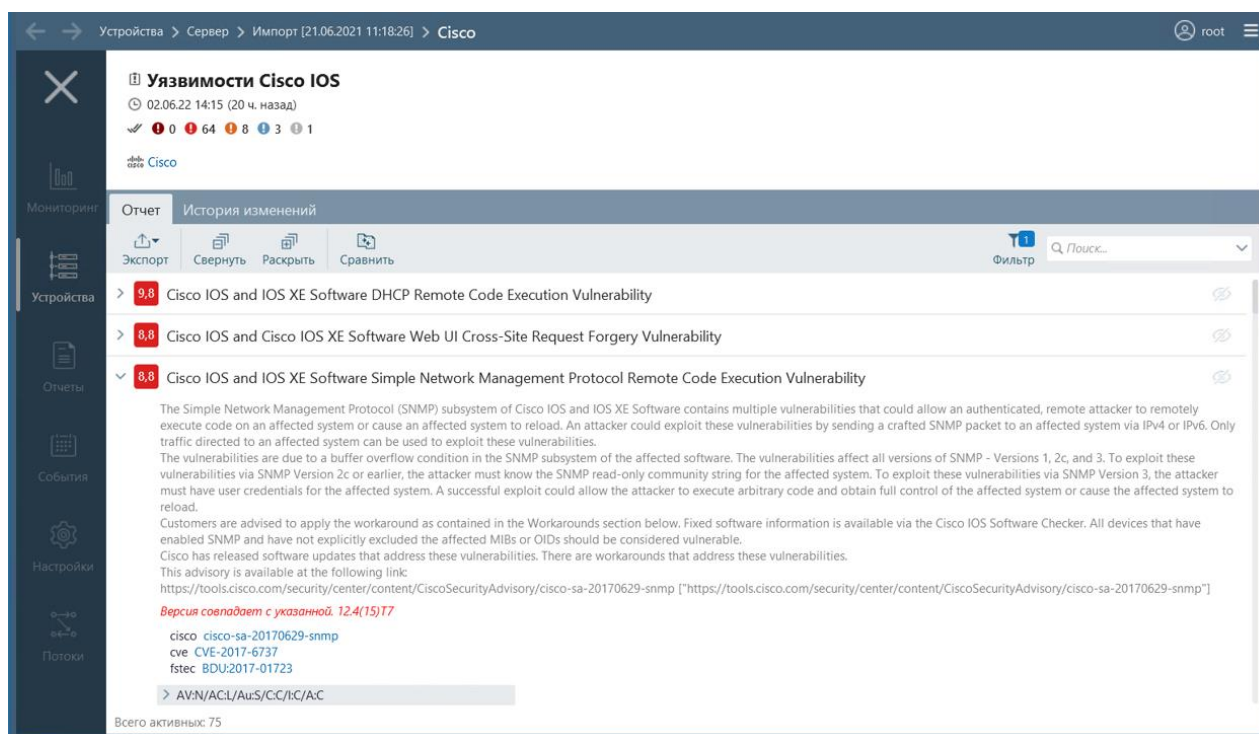 Устройства > Сервер > Импорт [21.06.2021 11:18:26] > Cisco
root
Уязвимости Cisco IOS
02.06.22 14:15 (20 ч. назад)
0 64 8 3 1
Cisco
Мониторинг
Устройства
Отчеты
События
Настройки
Потоки
Отчет История изменений
Экспорт Свернуть Раскрыть Сравнить
1
Фильтр
Поиск...
9,8 Cisco IOS and IOS XE Software DHCP Remote Code Execution Vulnerability
8,8 Cisco IOS and Cisco IOS XE Software Web UI Cross-Site Request Forgery Vulnerability
8,8 Cisco IOS and IOS XE Software Simple Network Management Protocol Remote Code Execution Vulnerability
The Simple Network Management Protocol (SNMP) subsystem of Cisco IOS and IOS XE Software contains multiple vulnerabilities that could allow an authenticated, remote attacker to remotely
execute code on an affected system or cause an affected system to reload. An attacker could exploit these vulnerabilities by sending a crafted SNMP packet to an affected system via IPv4 or IPv6. Only
traffic directed to an affected system can be used to exploit these vulnerabilities.
The vulnerabilities are due to a buffer overflow condition in the SNMP subsystem of the affected software. The vulnerabilities affect all versions of SNMP - Versions 1, 2c, and 3. To exploit these
vulnerabilities via SNMP Version 2c or earlier, the attacker must know the SNMP read-only community string for the affected system. To exploit these vulnerabilities via SNMP Version 3, the attacker
must have user credentials for the affected system. A successful exploit could allow the attacker to execute arbitrary code and obtain full control of the affected system or cause the affected system to
reload.
Customers are advised to apply the workaround as contained in the Workarounds section below. Fixed software information is available via the Cisco IOS Software Checker. All devices that have
enabled SNMP and have not explicitly excluded the affected MIBs or OIDs should be considered vulnerable.
Cisco has released software updates that address these vulnerabilities. There are workarounds that address these vulnerabilities.
This advisory is available at the following link:
https://tools.cisco.com/security/center/content/CiscoSecurityAdvisory/cisco-sa-20170629-snmp ["https://tools.cisco.com/security/center/content/CiscoSecurityAdvisory/cisco-sa-20170629-snmp"]
Версия совпадает с указанной. 12.4(15)T7
cisco cisco-sa-20170629-snmp
cve CVE-2017-6737
fstec BDU:2017-01723
> AV:N/AC:L/Au:S/C:C/I:C/A:C
Всего активных: 75